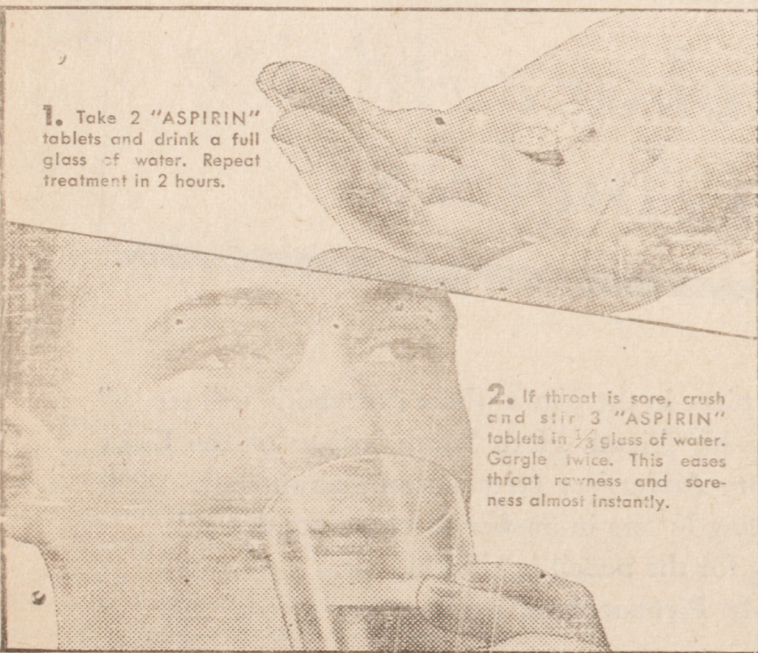 1. Take 2 "ASPIRIN"
tablets and drink a full
glass of water. Repeat
treatment in 2 hours.
2. If throat is sore, crush
and stir 3 "ASPIRIN"
tablets in ⅓ glass of water.
Gargle twice. This eases
throat rawness and sore-
ness almost instantly.